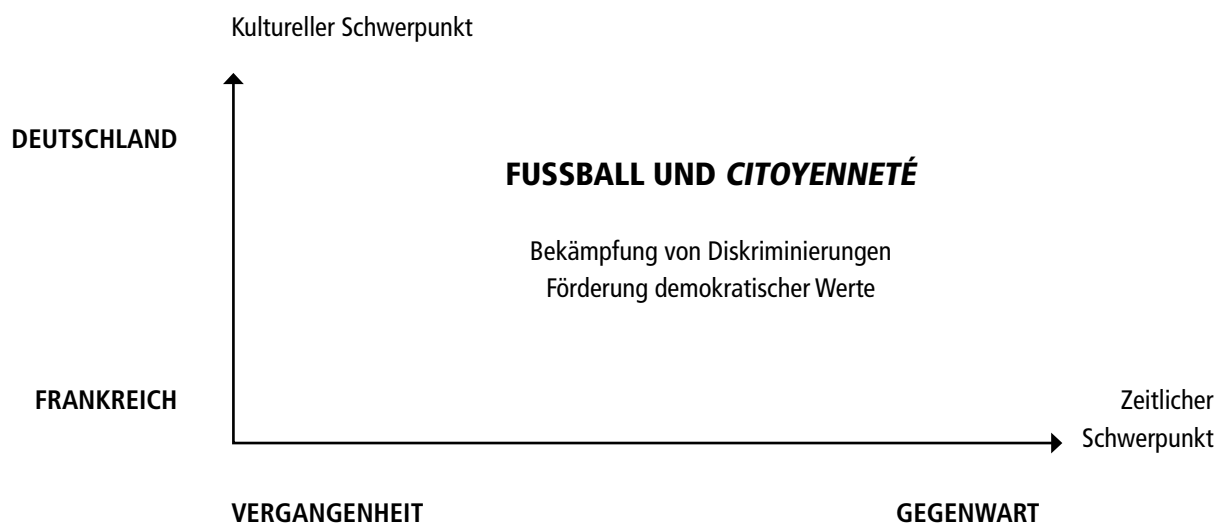 Kultureller Schwerpunkt
DEUTSCHLAND
FUSSBALL UND CITOYENNETÉ
Bekämpfung von Diskriminierungen
Förderung demokratischer Werte
FRANKREICH
Zeitlicher
Schwerpunkt
VERGANGENHEIT
GEGENWART